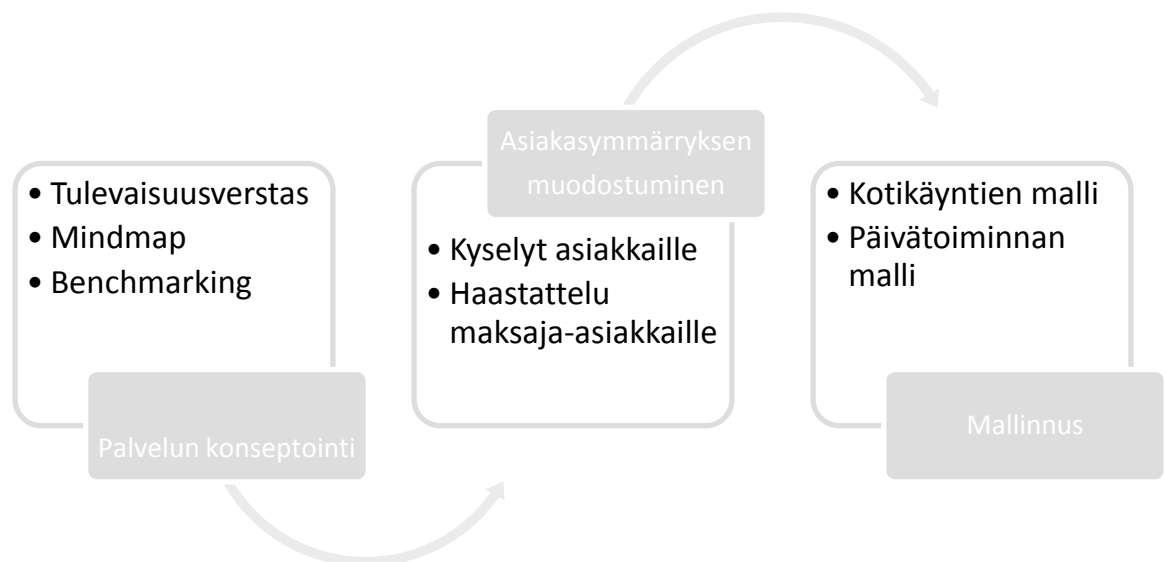 • Tulevaisuusverstas
• Mindmap
• Benchmarking
Palvelun konseptointi
Asiakasymmärryksen
muodostuminen
• Kyselyt asiakkaille
• Haastattelu
maksaja-asiakkaille
• Kotikäyntien malli
• Päivätoiminnan
malli
Mallinnus